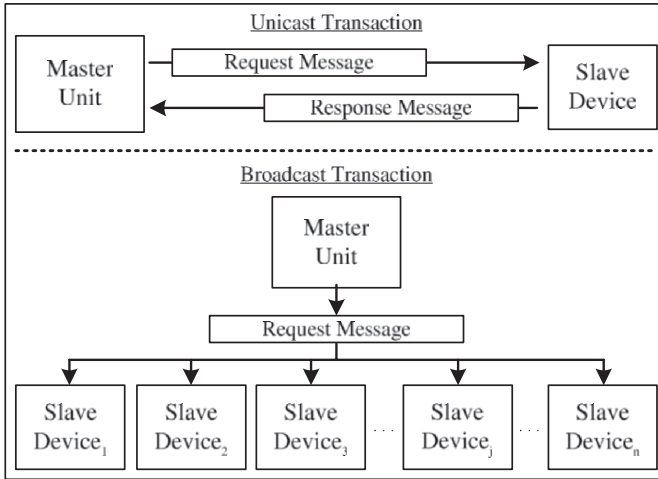 Unicast Transaction
Master
Unit
Request Message
Response Message
Slave
Device
Broadcast Transaction
Master
Unit
Request Message
Slave
Device₁
Slave
Device₂
Slave
Device₃
. . .
Slave
Deviceⱼ
. . .
Slave
Deviceₙ